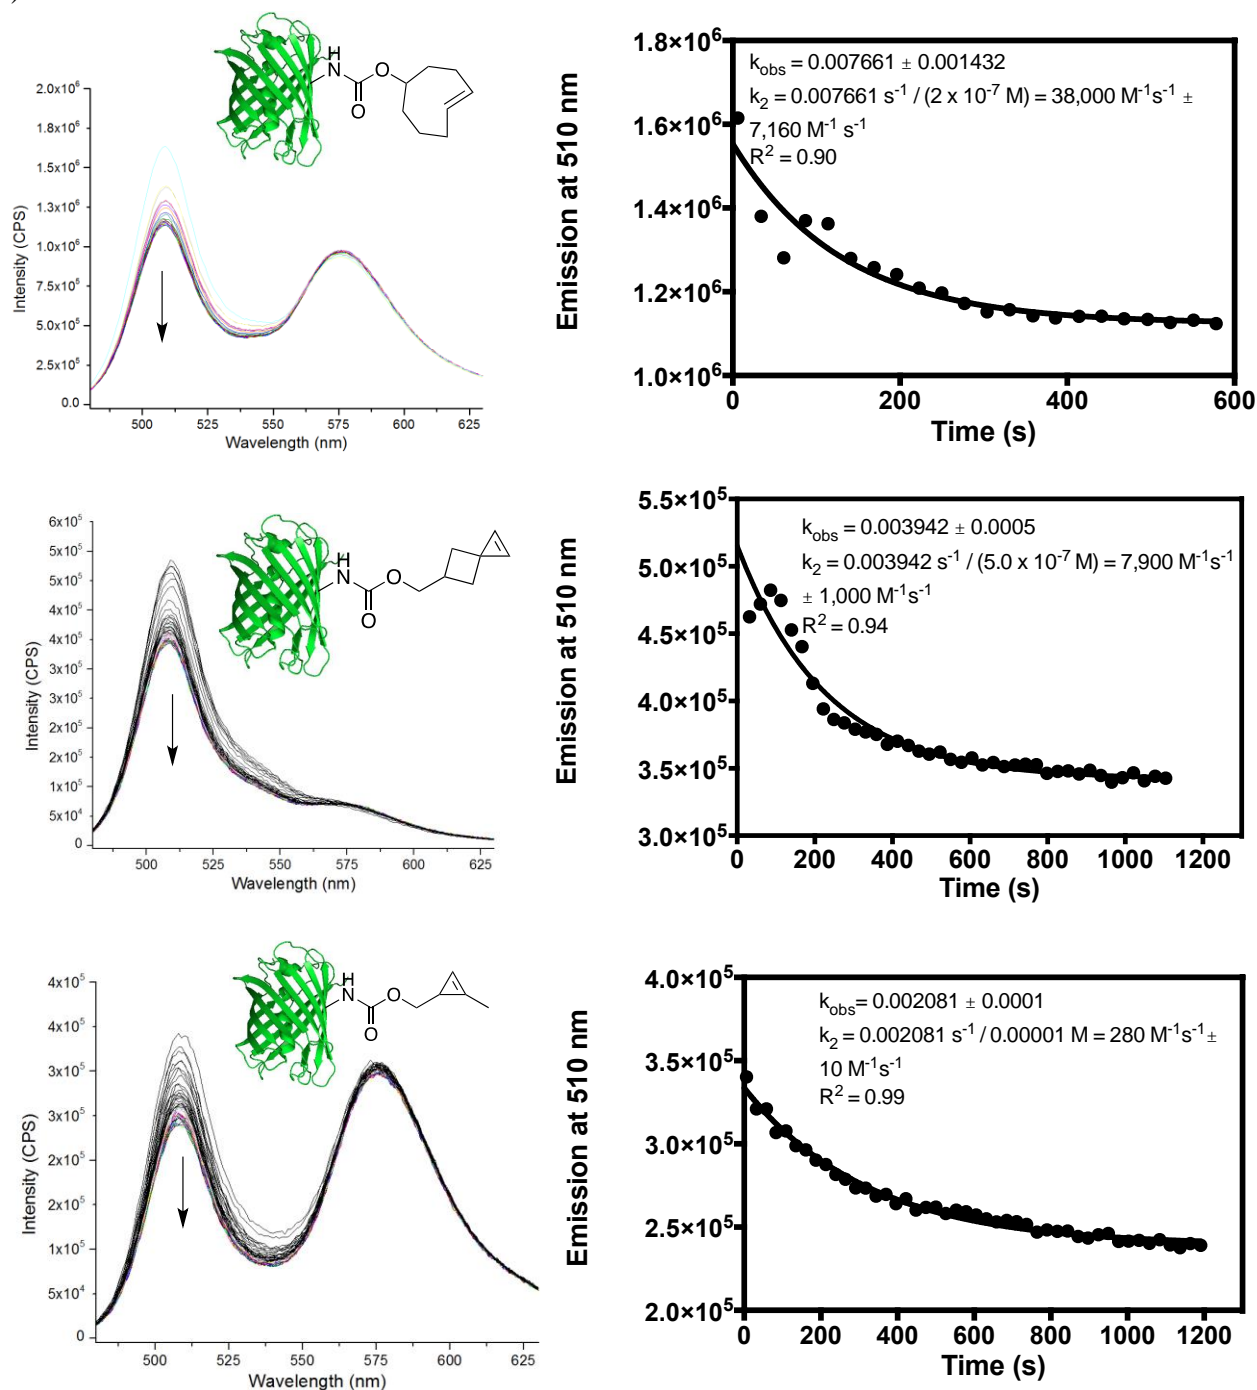 )
H
N
O
O
2.0x10⁶
1.8x10⁶
1.5x10⁶
1.3x10⁶
1.0x10⁶
7.5x10⁵
5.0x10⁵
2.5x10⁵
0.0
Intensity (CPS)
500 525 550 575 600 625
Wavelength (nm)
1.8×10⁶
1.6×10⁶
1.4×10⁶
1.2×10⁶
1.0×10⁶
Emission at 510 nm
k_obs = 0.007661 ± 0.001432
k₂ = 0.007661 s⁻¹ / (2 x 10⁻⁷ M) = 38,000 M⁻¹s⁻¹ ±
7,160 M⁻¹ s⁻¹
R² = 0.90
0 200 400 600
Time (s)
H
N
O
O
6x10⁵
5x10⁵
5x10⁵
4x10⁵
4x10⁵
3x10⁵
3x10⁵
2x10⁵
2x10⁵
1x10⁵
5x10⁴
0
Intensity (CPS)
500 525 550 575 600 625
Wavelength (nm)
5.5×10⁵
5.0×10⁵
4.5×10⁵
4.0×10⁵
3.5×10⁵
3.0×10⁵
Emission at 510 nm
k_obs = 0.003942 ± 0.0005
k₂ = 0.003942 s⁻¹ / (5.0 x 10⁻⁷ M) = 7,900 M⁻¹s⁻¹
± 1,000 M⁻¹s⁻¹
R² = 0.94
0 200 400 600 800 1000 1200
Time (s)
H
N
O
O
4x10⁵
4x10⁵
3x10⁵
3x10⁵
2x10⁵
2x10⁵
1x10⁵
5x10⁴
0
Intensity (CPS)
500 525 550 575 600 625
Wavelength (nm)
4.0×10⁵
3.5×10⁵
3.0×10⁵
2.5×10⁵
2.0×10⁵
Emission at 510 nm
k_obs= 0.002081 ± 0.0001
k₂ = 0.002081 s⁻¹ / 0.00001 M = 280 M⁻¹s⁻¹ ±
10 M⁻¹s⁻¹
R² = 0.99
0 200 400 600 800 1000 1200
Time (s)